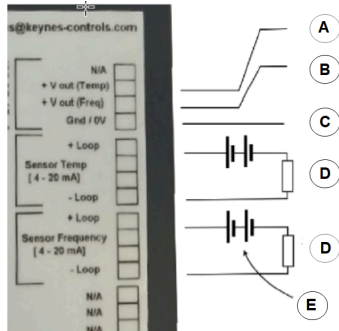 s@keynes-controls.com
N/A
+ V out (Temp)
+ V out (Freq)
Gnd / 0V
+ Loop
Sensor Temp
[ 4 - 20 mA]
- Loop
+ Loop
Sensor Frequency
[ 4 - 20 mA]
- Loop
N/A
N/A
N/A
A
B
C
D
D
E